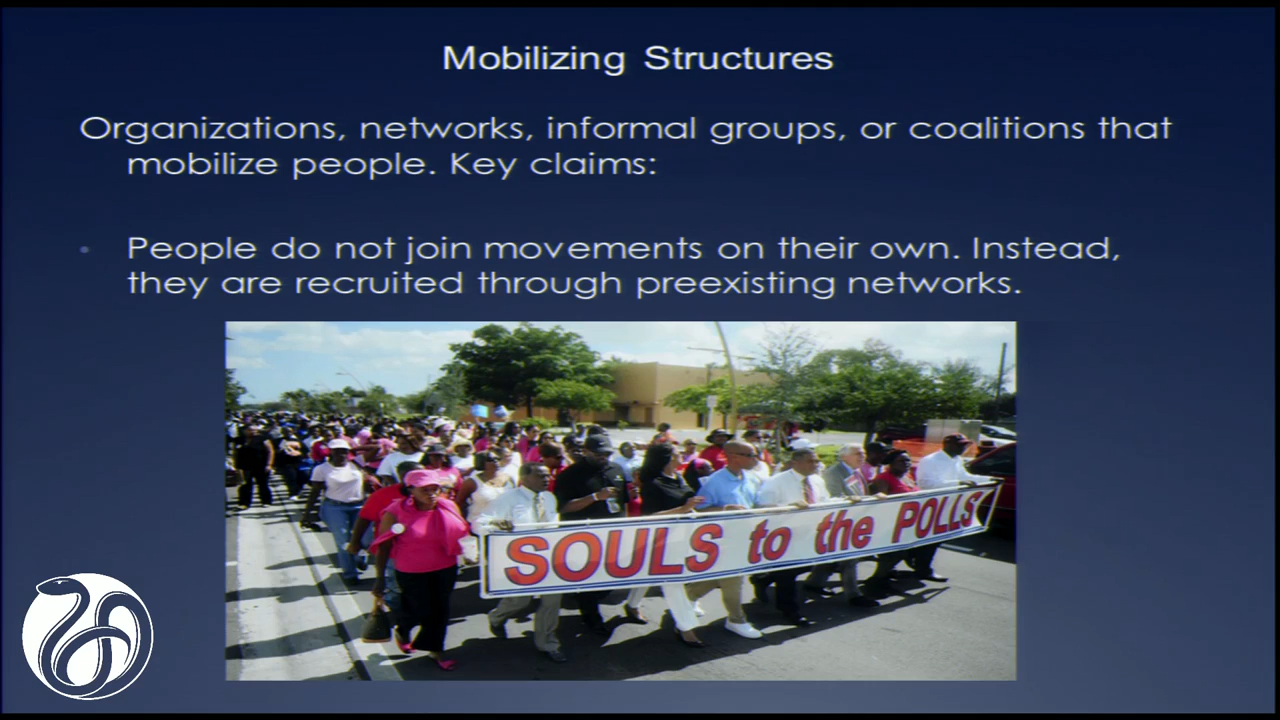 Mobilizing Structures
Organizations, networks, informal groups, or coalitions that
mobilize people. Key claims:
• People do not join movements on their own. Instead,
they are recruited through preexisting networks.
SOULS to the POLLS